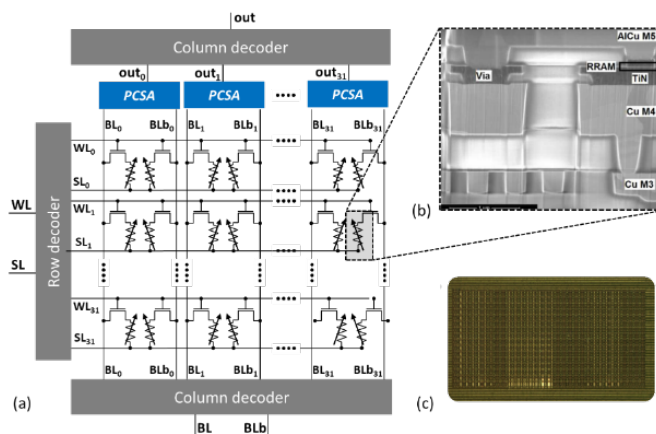 out
Column decoder
out0 out1 out31
PCSA PCSA PCSA
BL0 BLb0 BL1 BLb1 BL31 BLb31
WL0
SL0
WL1
SL1
WL31
SL31
Row decoder
WL
SL
BL0 BLb0 BL1 BLb1 BL31 BLb31
Column decoder
BL BLb
(a)
AlCu M5
RRAM
Via
TiN
Cu M4
Cu M3
(b)
(c)